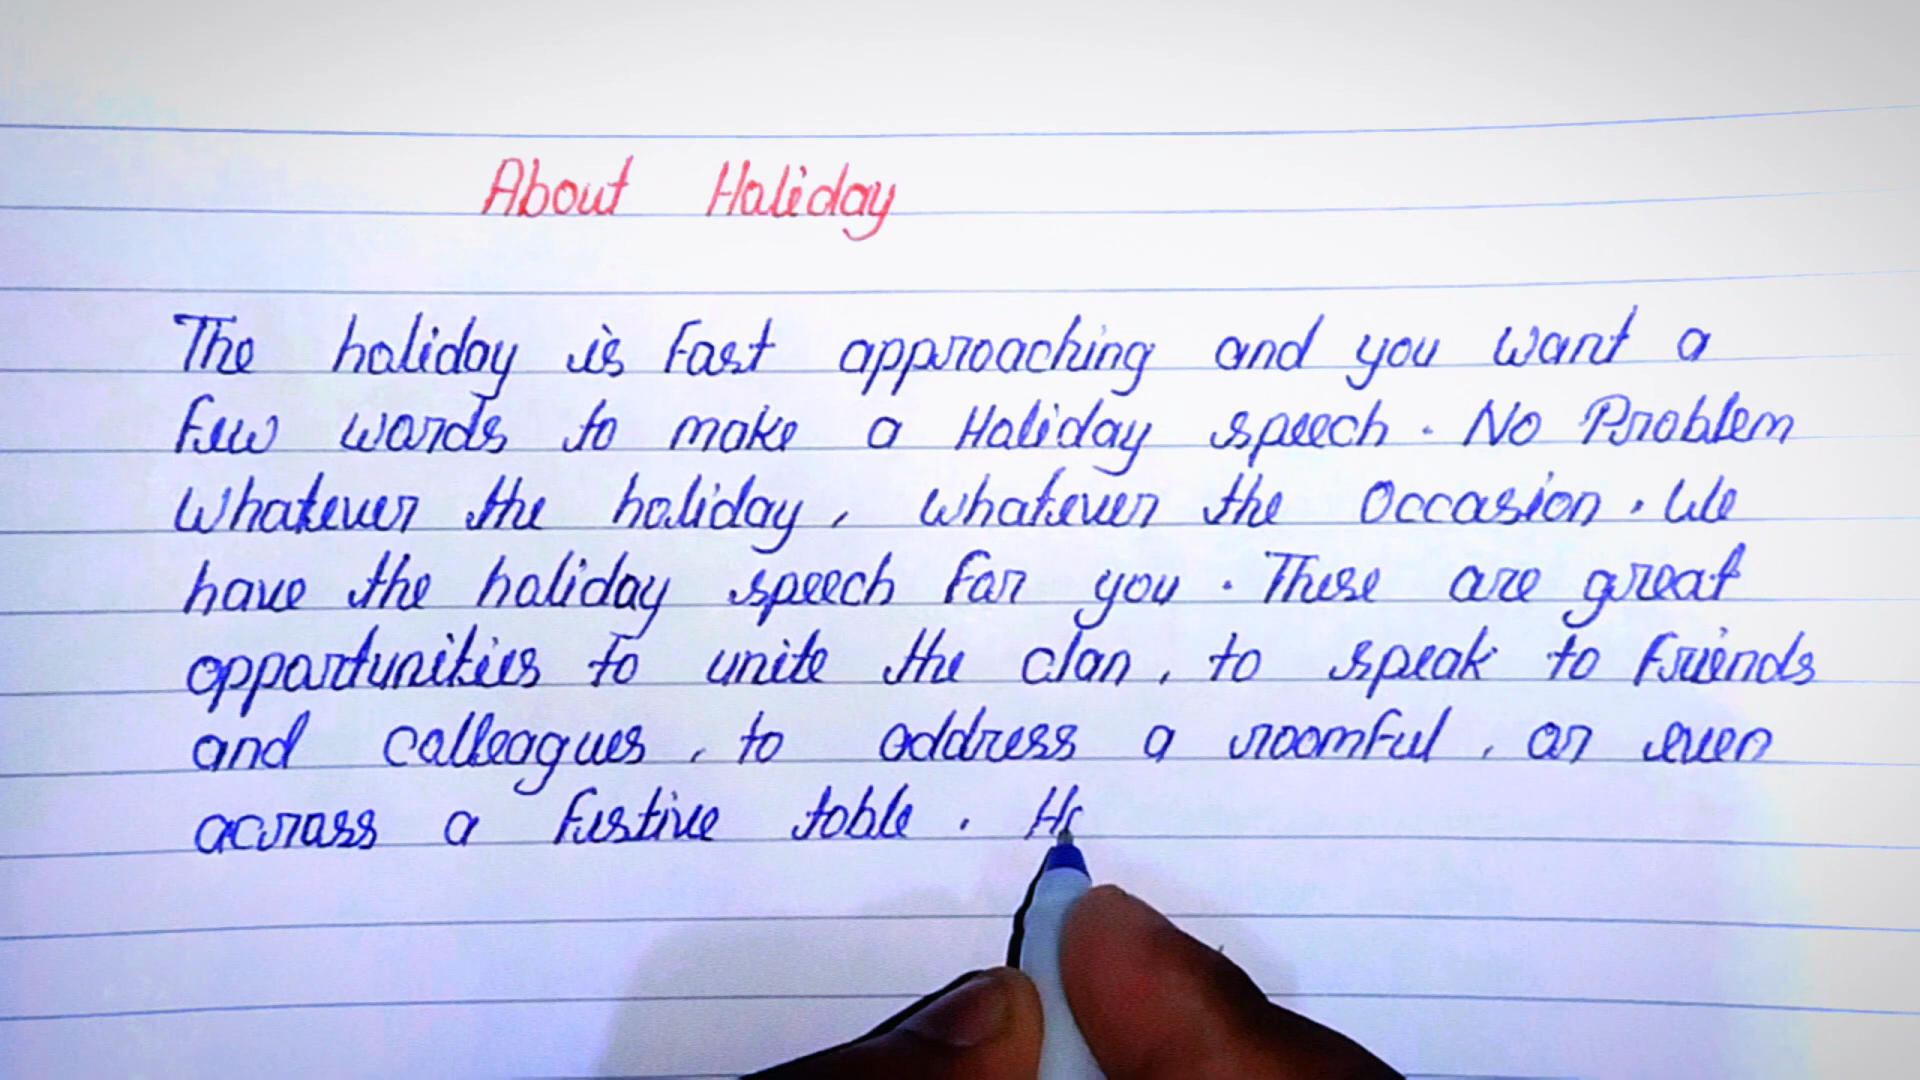 About Holiday
The holiday is Fast approaching and you want a
Few words to make a Holiday speech. No Problem
Whatever the holiday, whatever the Occasion. We
have the holiday speech For you. These are great
opportunities to unite the clan, to speak to Friends
and colleagues, to address a roomful, or even
across a Festive table.